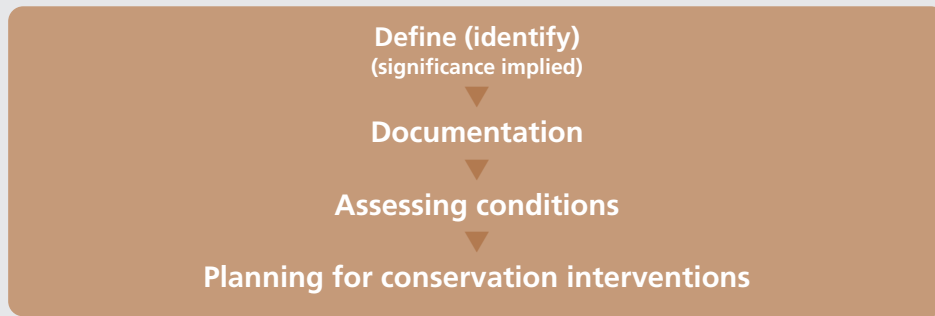 Define (identify)
(significance implied)
Documentation
Assessing conditions
Planning for conservation interventions